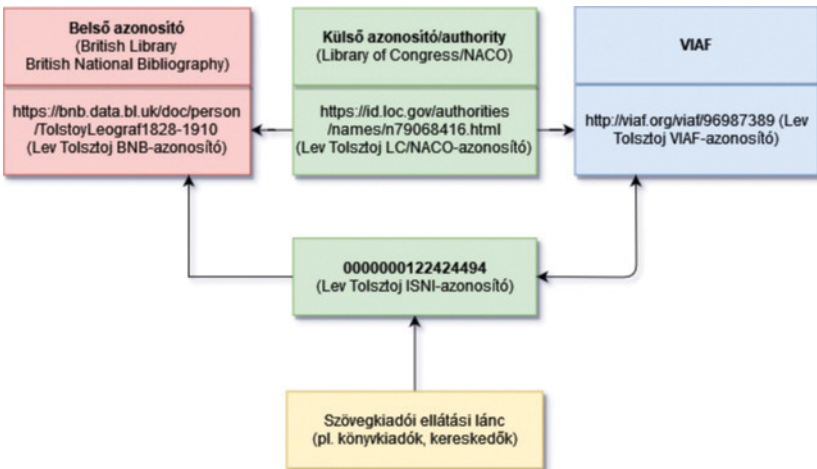 Belső azonosító
(British Library
British National Bibliography)
https://bnb.data.bl.uk/doc/person
/TolstoyLeograf1828-1910
(Lev Tolsztoj BNB-azonosító)
Külső azonosító/authority
(Library of Congress/NACO)
https://id.loc.gov/authorities
/names/n79068416.html
(Lev Tolsztoj LC/NACO-azonosító)
VIAF
http://viaf.org/viaf/96987389 (Lev
Tolsztoj VIAF-azonosító)
0000000122424494
(Lev Tolsztoj ISNI-azonosító)
Szövegkiadói ellátási lánc
(pl. könyvkiadók, kereskedők)